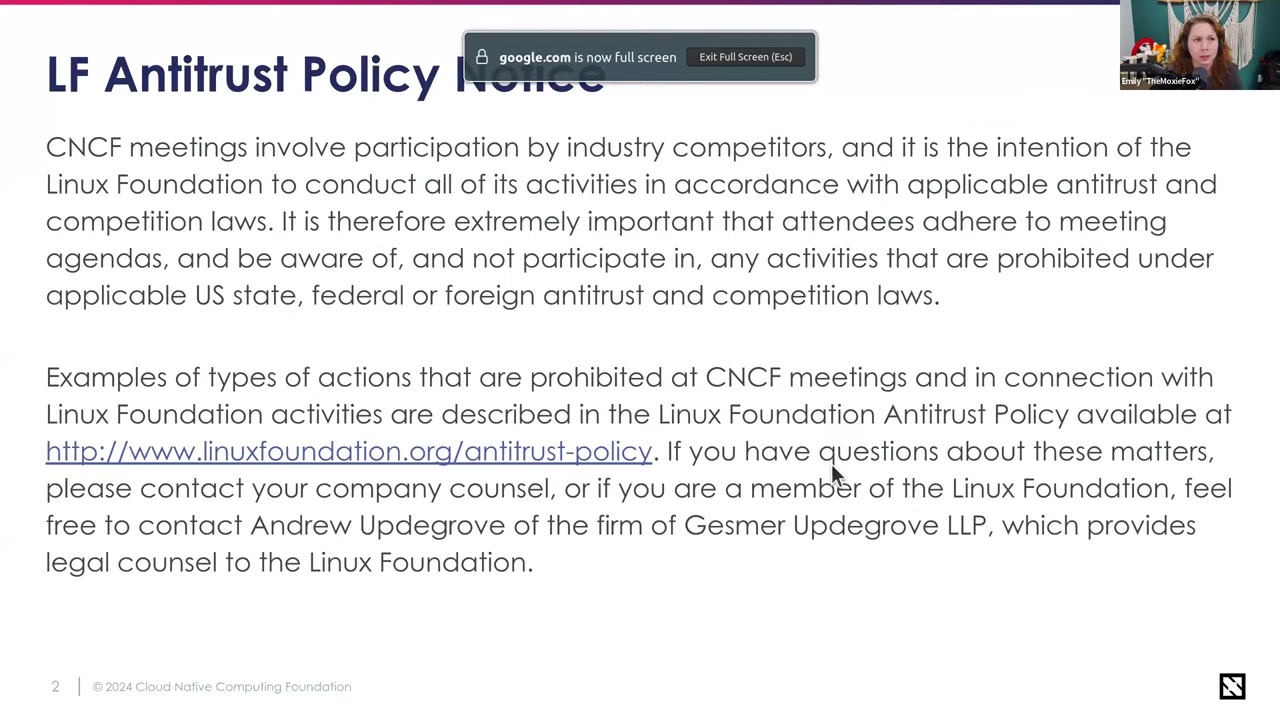 LF Antitrust Policy Notice
google.com is now full screen
Exit Full Screen (Esc)
Emily "TheMoxieFox"
CNCF meetings involve participation by industry competitors, and it is the intention of the
Linux Foundation to conduct all of its activities in accordance with applicable antitrust and
competition laws. It is therefore extremely important that attendees adhere to meeting
agendas, and be aware of, and not participate in, any activities that are prohibited under
applicable US state, federal or foreign antitrust and competition laws.
Examples of types of actions that are prohibited at CNCF meetings and in connection with
Linux Foundation activities are described in the Linux Foundation Antitrust Policy available at
http://www.linuxfoundation.org/antitrust-policy. If you have questions about these matters,
please contact your company counsel, or if you are a member of the Linux Foundation, feel
free to contact Andrew Updegrove of the firm of Gesmer Updegrove LLP, which provides
legal counsel to the Linux Foundation.
2
© 2024 Cloud Native Computing Foundation